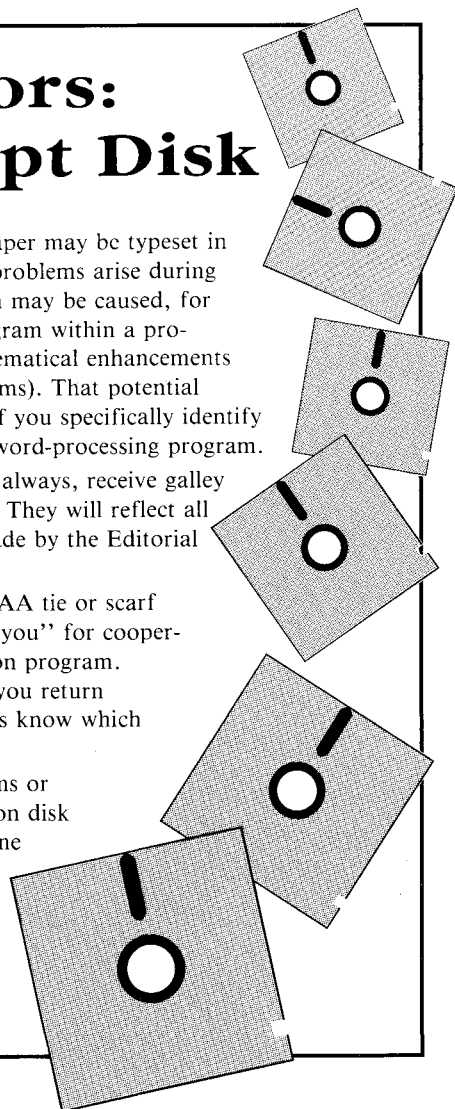 ors:
pt Disk
aper may be typeset in
problems arise during
may be caused, for
gram within a pro-
ematical enhancements
ms). That potential
f you specifically identify
word-processing program.
always, receive galley
They will reflect all
de by the Editorial
AA tie or scarf
you” for cooper-
on program.
you return
s know which
ns or
on disk
ne